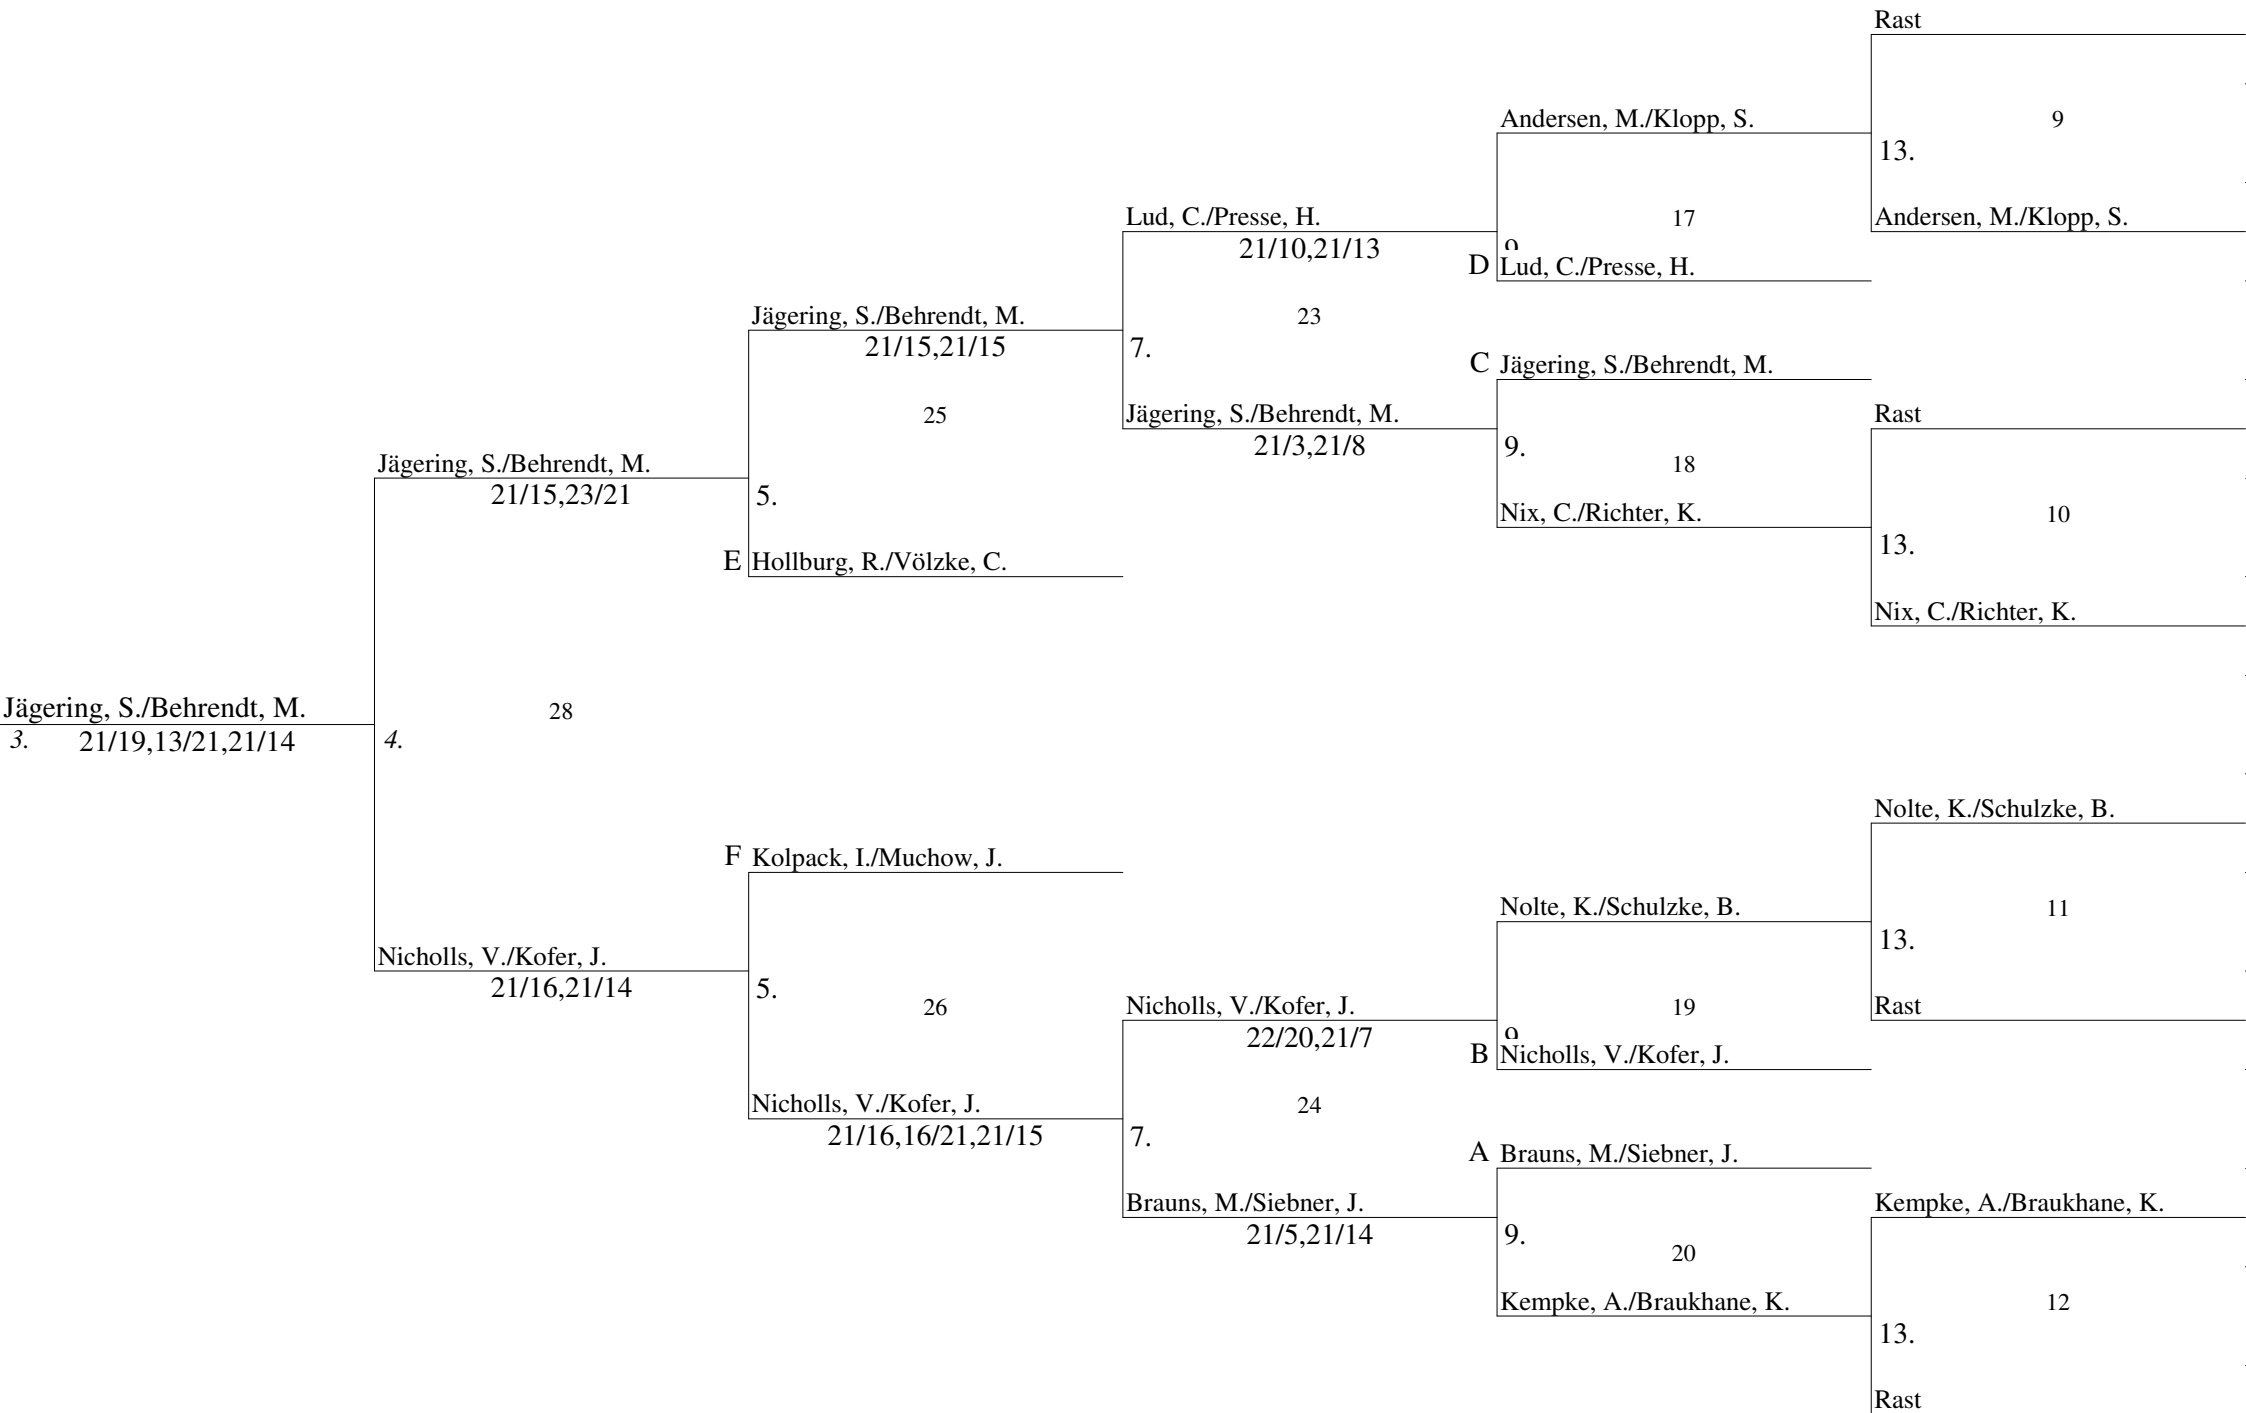 Rast
Andersen, M./Klopp, S.
9
13.
Lud, C./Presse, H.
17
Andersen, M./Klopp, S.
21/10,21/13
9.
D Lud, C./Presse, H.
Jägering, S./Behrendt, M.
23
21/15,21/15
7.
C Jägering, S./Behrendt, M.
25
Jägering, S./Behrendt, M.
Rast
21/3,21/8
9.
Jägering, S./Behrendt, M.
18
21/15,23/21
5.
Nix, C./Richter, K.
10
13.
E Hollburg, R./Völzke, C.
Nix, C./Richter, K.
Jägering, S./Behrendt, M.
28
3. 21/19,13/21,21/14
4.
Nolte, K./Schulzke, B.
F Kolpack, I./Muchow, J.
Nolte, K./Schulzke, B.
11
13.
Nicholls, V./Kofer, J.
21/16,21/14
5.
26
Nicholls, V./Kofer, J.
19
Rast
22/20,21/7
9.
B Nicholls, V./Kofer, J.
Nicholls, V./Kofer, J.
24
21/16,16/21,21/15
7.
A Brauns, M./Siebner, J.
Brauns, M./Siebner, J.
Kempke, A./Braukhane, K.
21/5,21/14
9.
20
Kempke, A./Braukhane, K.
12
13.
Rast